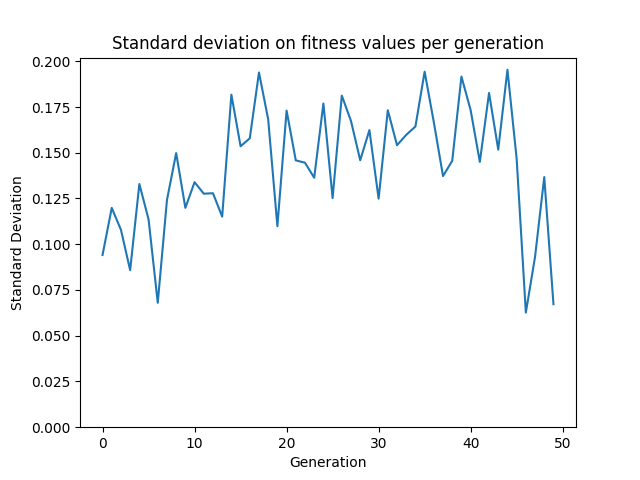 Standard deviation on fitness values per generation
0.200
0.175
0.150
0.125
0.100
0.075
0.050
0.025
0.000
Standard Deviation
0 10 20 30 40 50
Generation